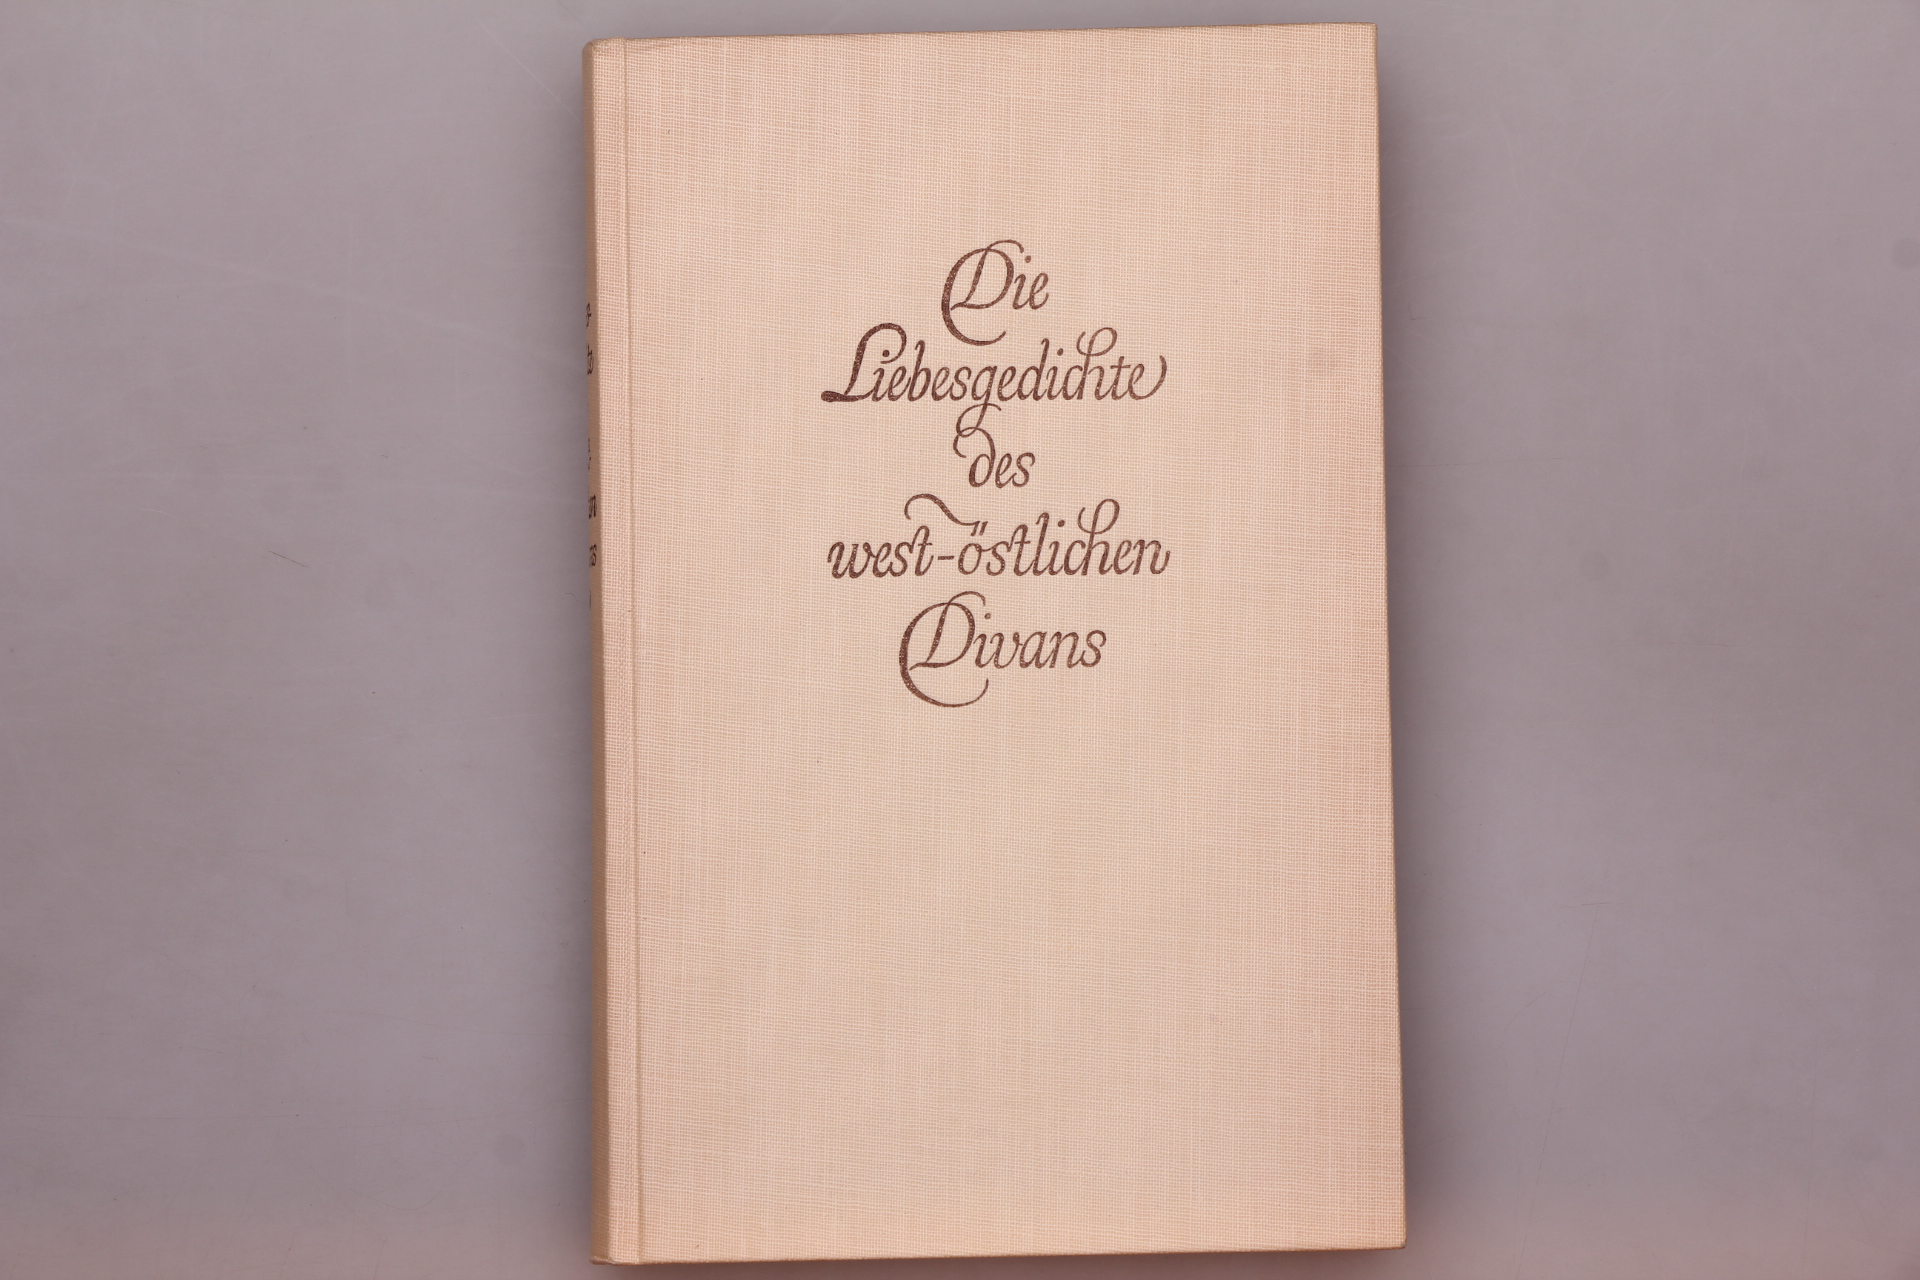 Die
Liebesgedichte
des
west-östlichen
Divans